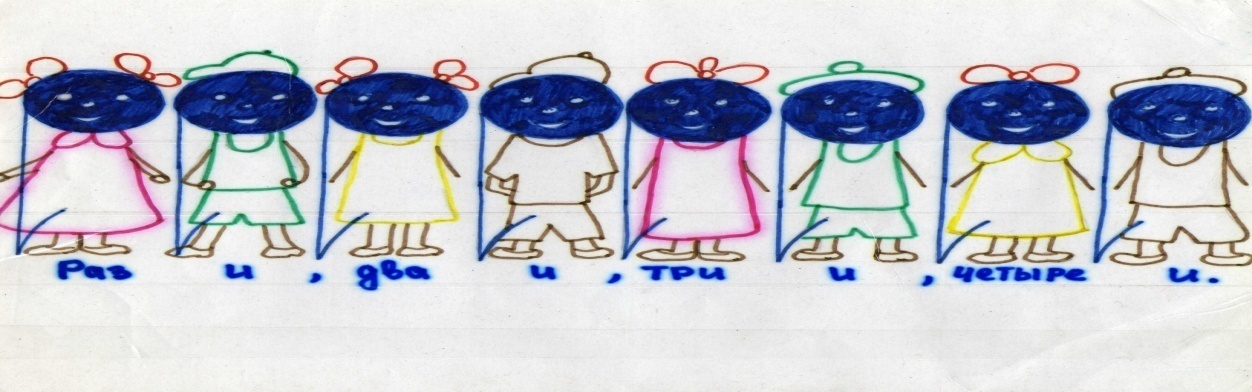 Раз и, два и, три и, четыре и.